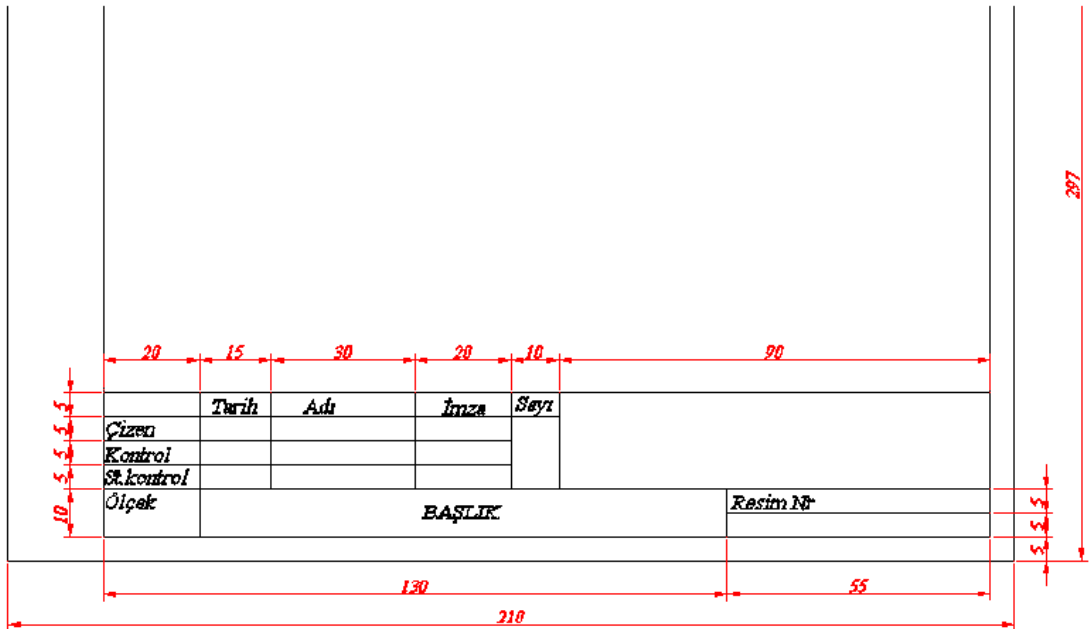 297
20 15 30 20 10 90
5 Tarih Adı İmza Sayı
5 Çizen
5 Kontrol
5 St.kontrol
10 Ölçek BAŞLIK Resim Nr 5
5
5
130 55
210